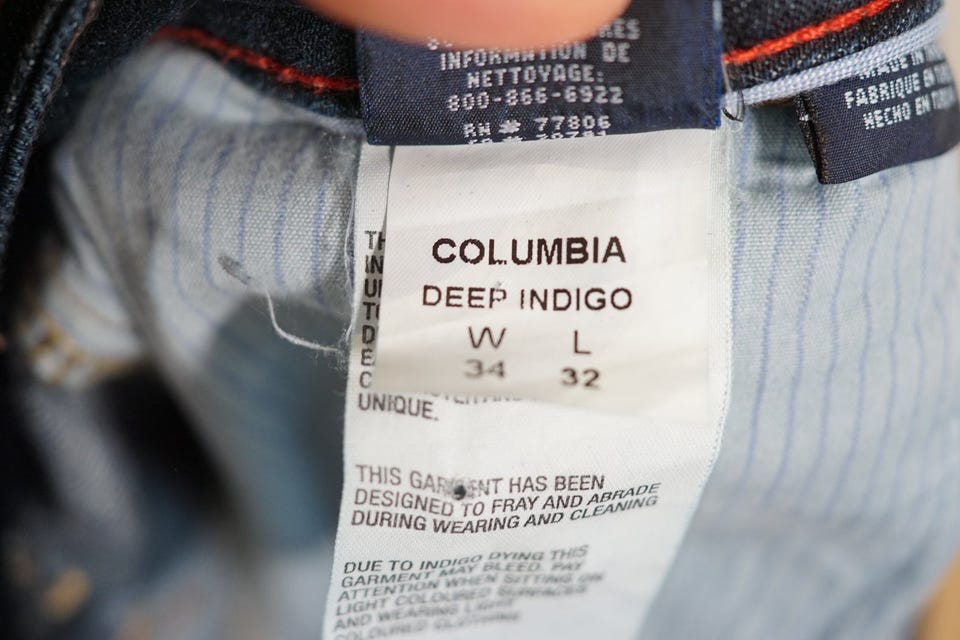 INFORMATION DE
NETTOYAGE:
800-866-6922
RN # 77806
FABRIQUE EN
HECHO EN
COLUMBIA
DEEP INDIGO
W L
34 32
UNIQUE.
THIS GARMENT HAS BEEN
DESIGNED TO FRAY AND ABRADE
DURING WEARING AND CLEANING
DUE TO INDIGO DYING THIS
GARMENT MAY BLEED. PAY
ATTENTION WHEN SITTING ON
LIGHT COLOURED SURFACES
AND WEARING LIGHT
COLOURED CLOTHING